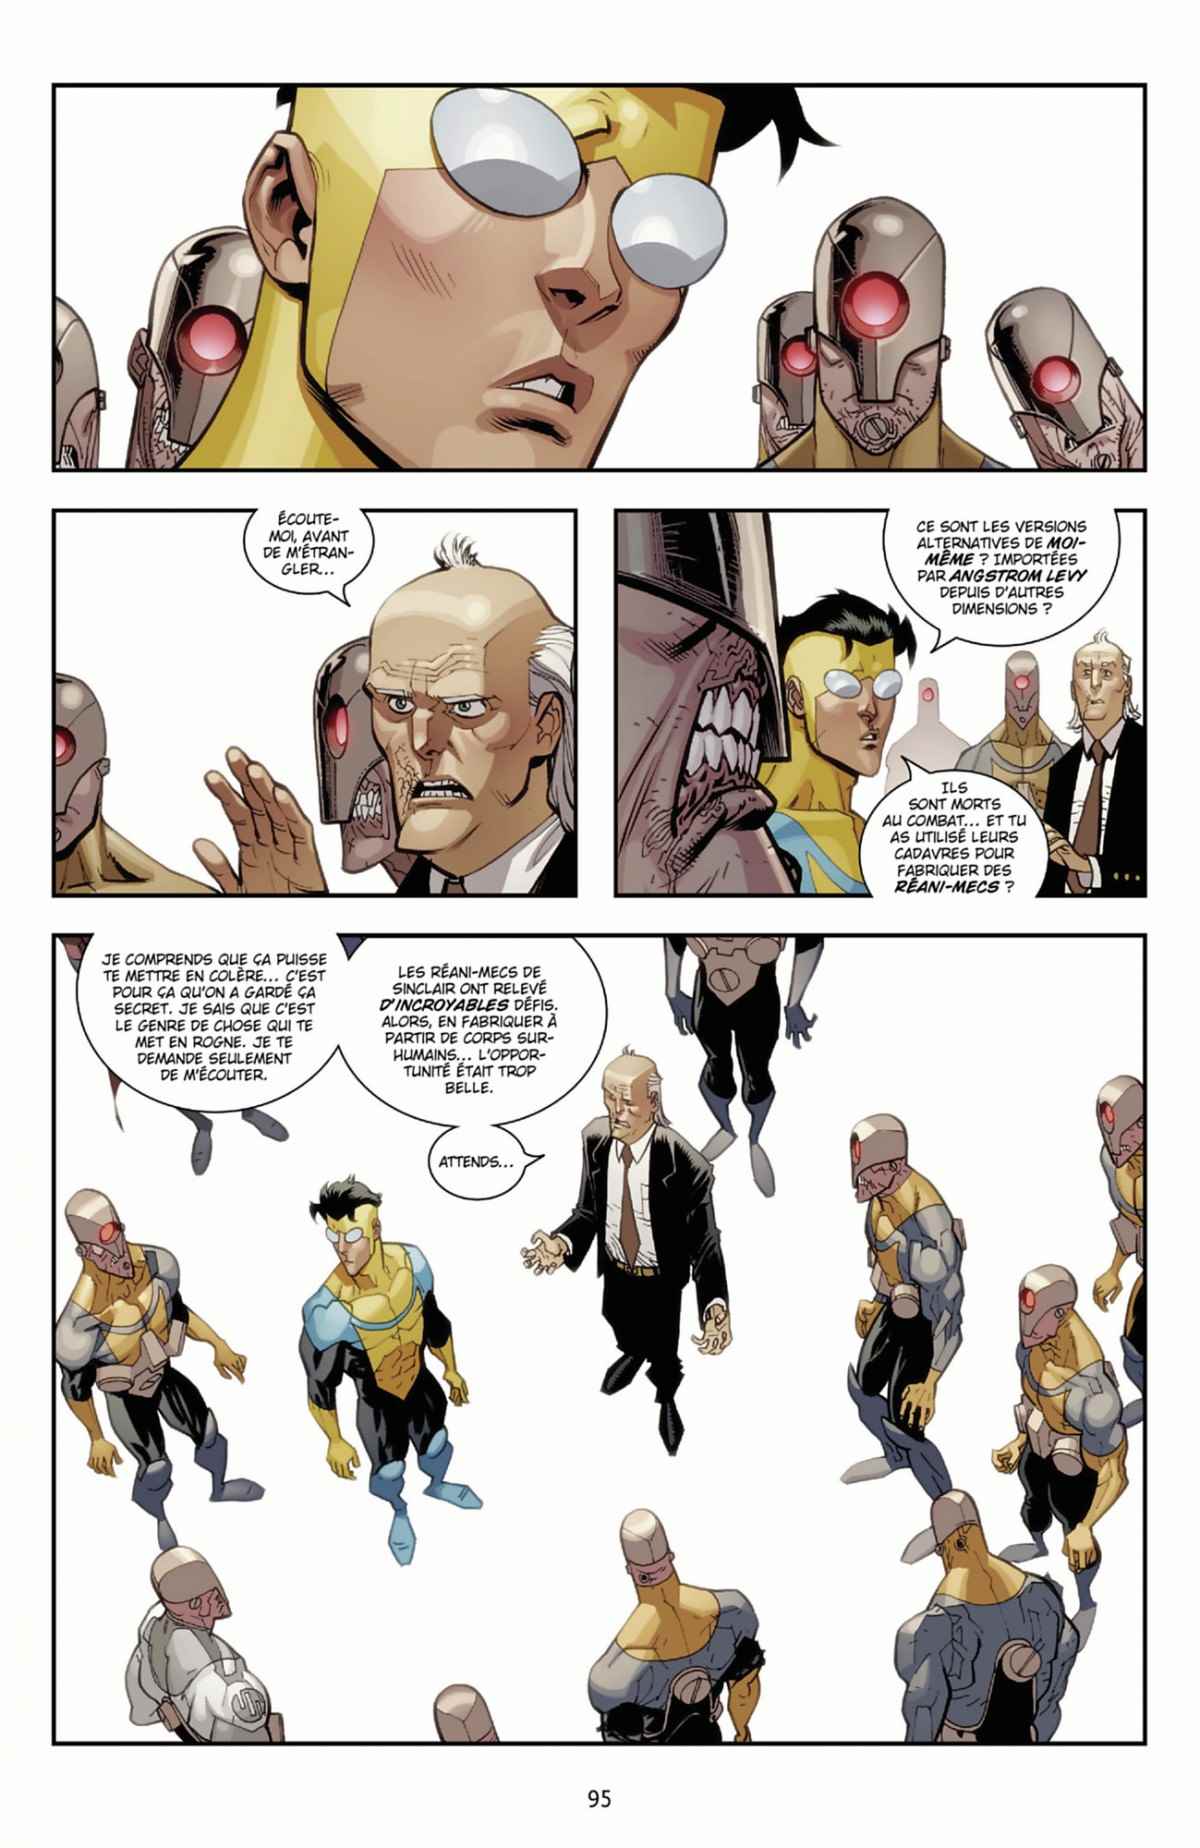 ÉCOUTE-
MOI, AVANT
DE M'ÉTRAN-
GLER...
CE SONT LES VERSIONS
ALTERNATIVES DE MOI-
MÊME ? IMPORTÉES
PAR ANGSTROM LEVY
DEPUIS D'AUTRES
DIMENSIONS ?
ILS
SONT MORTS
AU COMBAT... ET TU
AS UTILISÉ LEURS
CADAVRES POUR
FABRIQUER DES
RÉANI-MECS ?
JE COMPRENDS QUE ÇA PUISSE
TE METTRE EN COLÈRE... C'EST
POUR ÇA QU'ON A GARDÉ ÇA
SECRET. JE SAIS QUE C'EST
LE GENRE DE CHOSE QUI TE
MET EN ROGNE. JE TE
DEMANDE SEULEMENT
DE M'ÉCOUTER.
LES RÉANI-MECS DE
SINCLAIR ONT RELEVÉ
D'INCROYABLES DÉFIS.
ALORS, EN FABRIQUER À
PARTIR DE CORPS SUR-
HUMAINS... L'OPPOR-
TUNITÉ ÉTAIT TROP
BELLE.
ATTENDS...
95